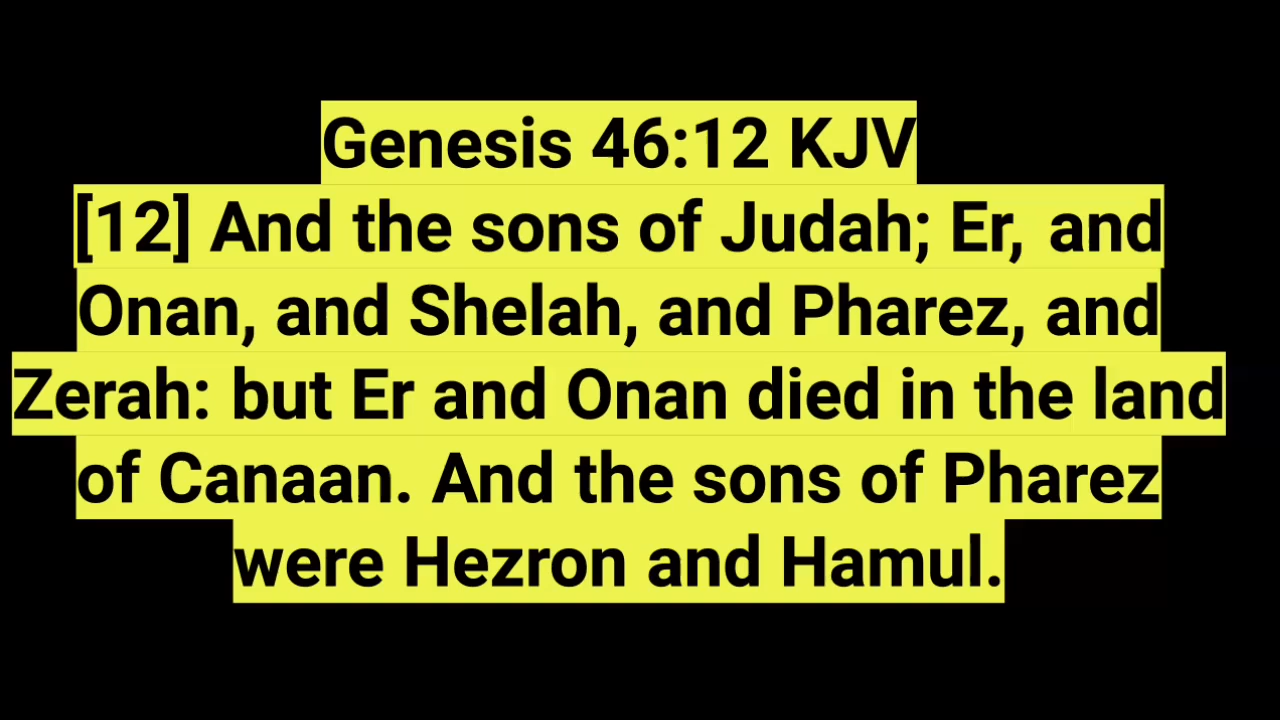 Genesis 46:12 KJV
[12] And the sons of Judah; Er, and
Onan, and Shelah, and Pharez, and
Zerah: but Er and Onan died in the land
of Canaan. And the sons of Pharez
were Hezron and Hamul.